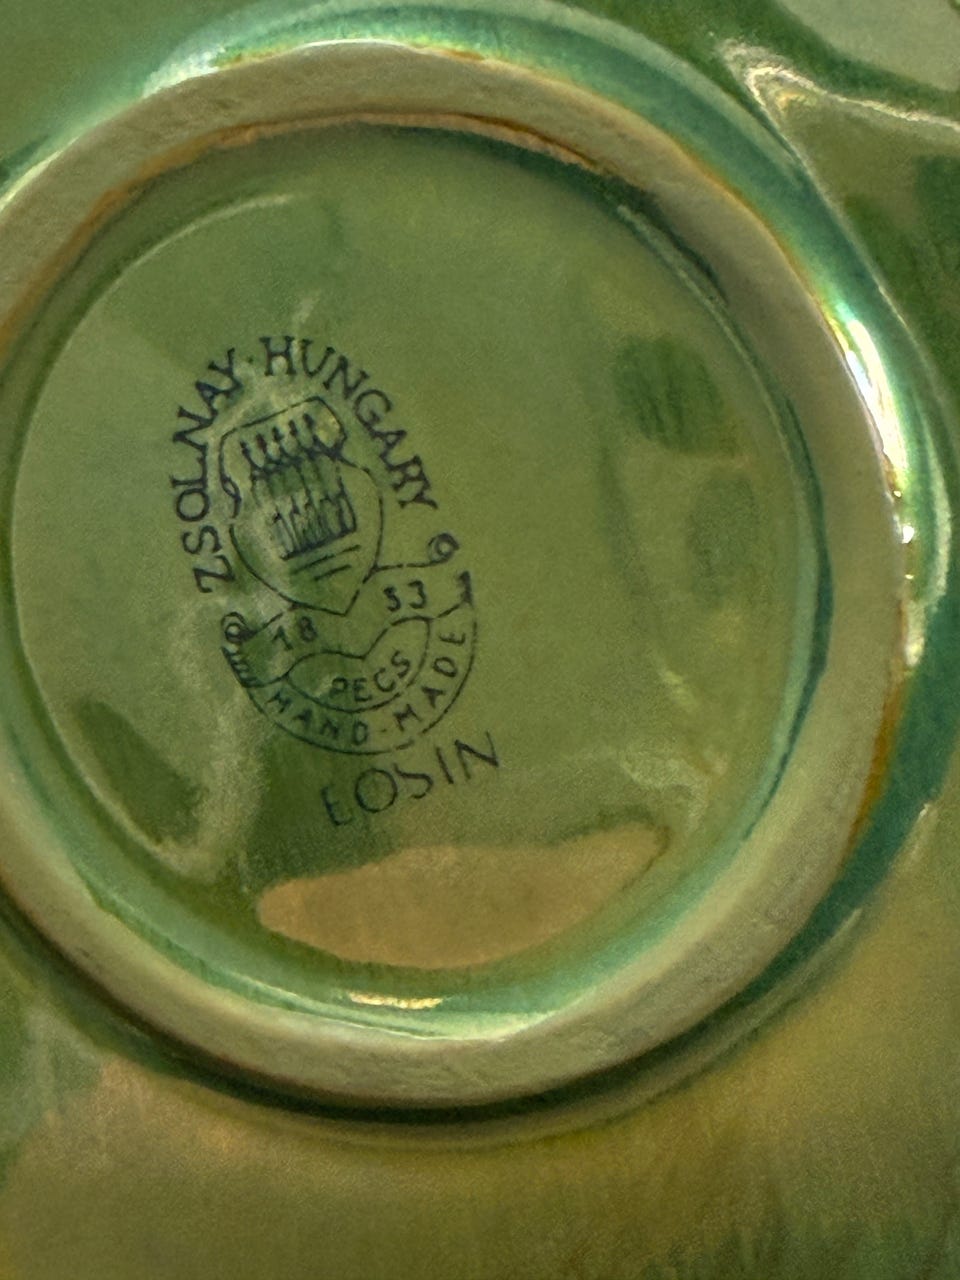 ZSOLNAY·HUNGARY
18 53
PECS
HAND-MADE
EOSIN